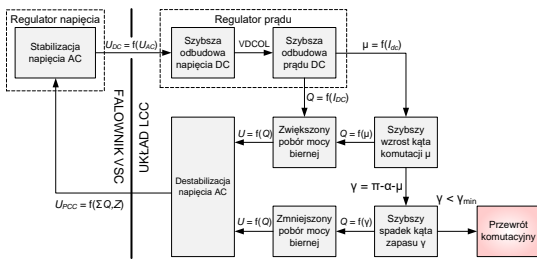 Regulator napięcia
Regulator prądu
Stabilizacja
napięcia AC
U_DC = f(U_AC)
Szybsza
odbudowa
napięcia DC
VDCOL
Szybsza
odbudowa
prądu DC
μ = f(I_dc)
Q = f(I_DC)
FALOWNIK VSC
UKŁAD LCC
Destabilizacja
napięcia AC
U = f(Q)
Zwiększony
pobór mocy
biernej
Q = f(μ)
Szybszy
wzrost kąta
komutacji μ
γ = π-α-μ
U_PCC = f(ΣQ,Z)
U = f(Q)
Zmniejszony
pobór mocy
biernej
Q = f(γ)
Szybszy
spadek kąta
zapasu γ
γ < γ_min
Przewrót
komutacyjny